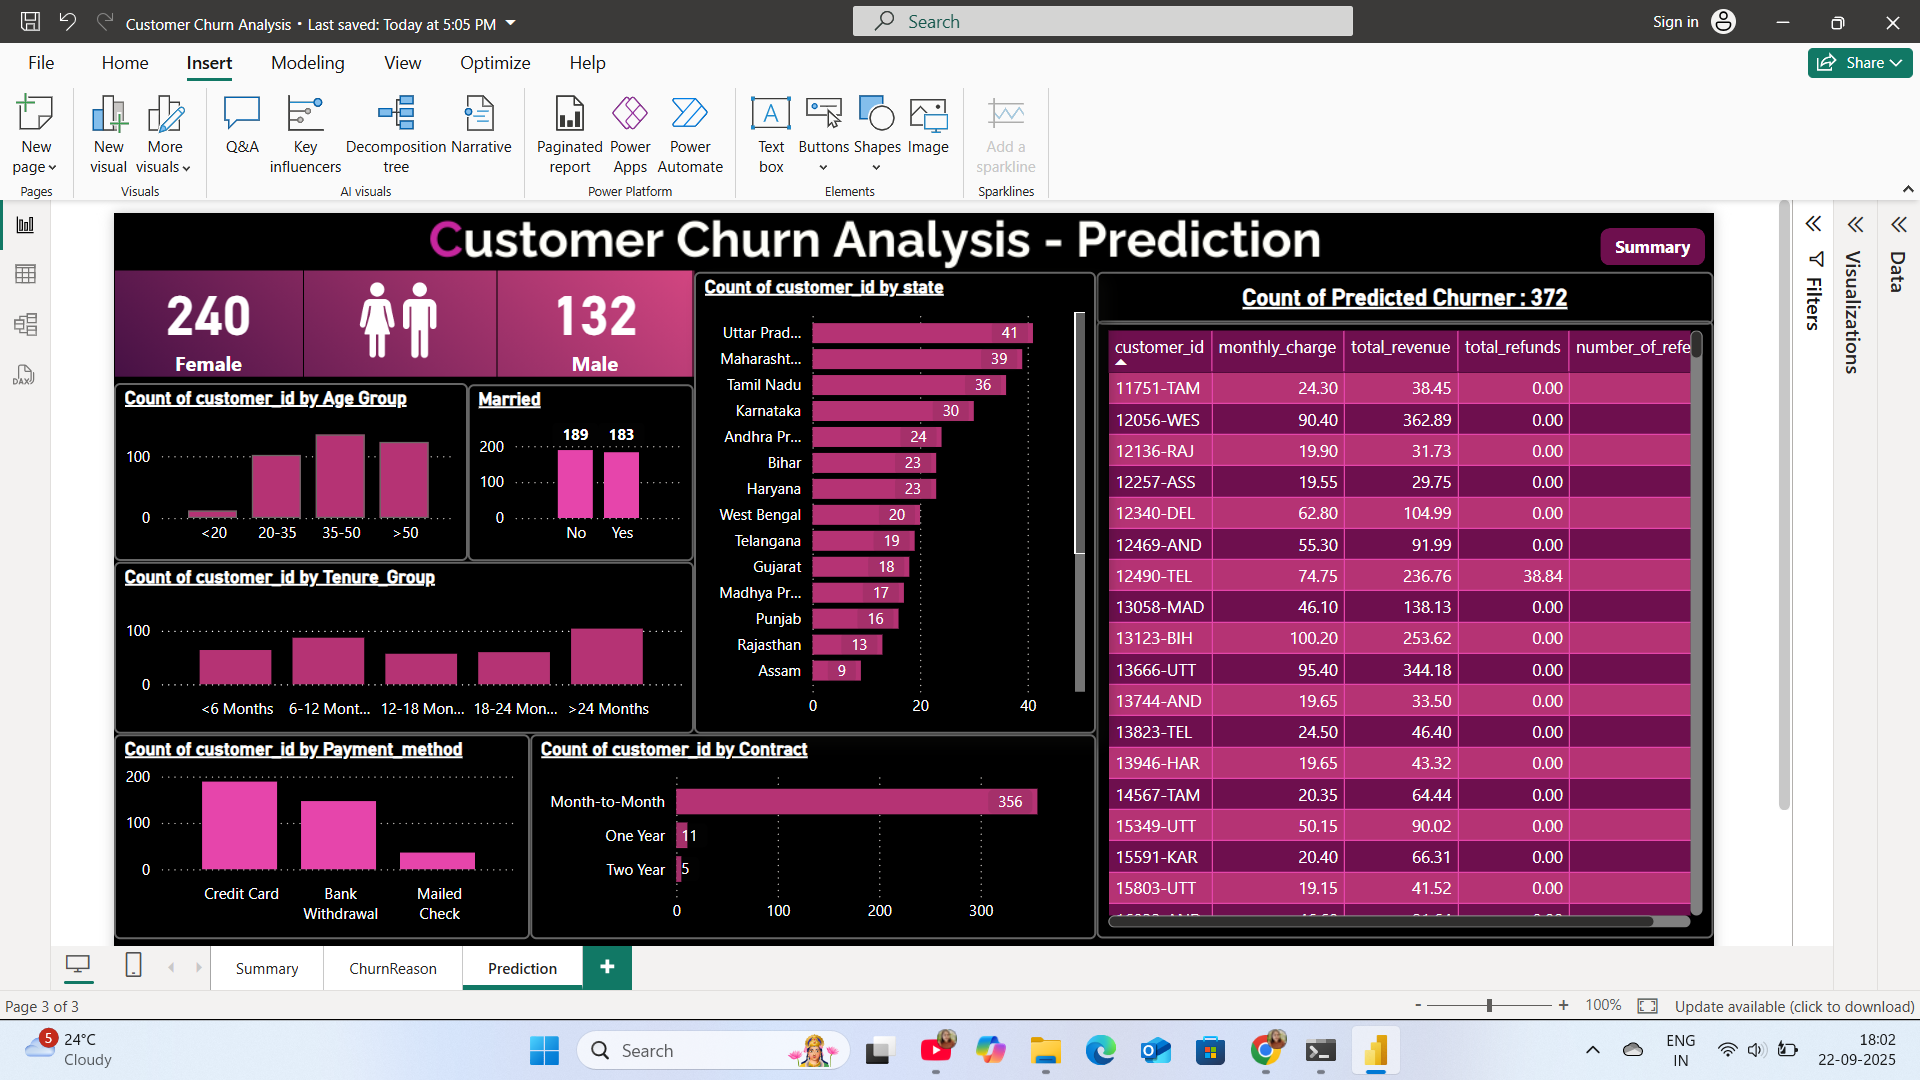 Customer Churn Analysis • Last saved: Today at 5:05 PM
Search
Sign in
File Home Insert Modeling View Optimize Help
Share
New page
New visual
More visuals
Q&A
Key influencers
Decomposition tree
Narrative
Paginated report
Power Apps
Power Automate
Text box
Buttons
Shapes
Image
Add a sparkline
Pages Visuals AI visuals Power Platform Elements Sparklines
Customer Churn Analysis - Prediction
Summary
240
Female
132
Male
Count of customer_id by Age Group
100
0
<20 20-35 35-50 >50
Married
189 183
200
100
0
No Yes
Count of customer_id by Tenure_Group
100
0
<6 Months 6-12 Mont... 12-18 Mon... 18-24 Mon... >24 Months
Count of customer_id by Payment_method
200
100
0
Credit Card
Bank Withdrawal
Mailed Check
Count of customer_id by state
Uttar Prad... 41
Maharasht... 39
Tamil Nadu 36
Karnataka 30
Andhra Pr... 24
Bihar 23
Haryana 23
West Bengal 20
Telangana 19
Gujarat 18
Madhya Pr... 17
Punjab 16
Rajasthan 13
Assam 9
0 20 40
Count of customer_id by Contract
Month-to-Month 356
One Year 11
Two Year 5
0 100 200 300
Count of Predicted Churner : 372
customer_id monthly_charge total_revenue total_refunds number_of_refe
11751-TAM 24.30 38.45 0.00
12056-WES 90.40 362.89 0.00
12136-RAJ 19.90 31.73 0.00
12257-ASS 19.55 29.75 0.00
12340-DEL 62.80 104.99 0.00
12469-AND 55.30 91.99 0.00
12490-TEL 74.75 236.76 38.84
13058-MAD 46.10 138.13 0.00
13123-BIH 100.20 253.62 0.00
13666-UTT 95.40 344.18 0.00
13744-AND 19.65 33.50 0.00
13823-TEL 24.50 46.40 0.00
13946-HAR 19.65 43.32 0.00
14567-TAM 20.35 64.44 0.00
15349-UTT 50.15 90.02 0.00
15591-KAR 20.40 66.31 0.00
15803-UTT 19.15 41.52 0.00
Filters
Visualizations
Data
DAX
Summary ChurnReason Prediction +
Page 3 of 3
- + 100%
Update available (click to download)
5
24°C
Cloudy
Search
ENG
IN
18:02
22-09-2025